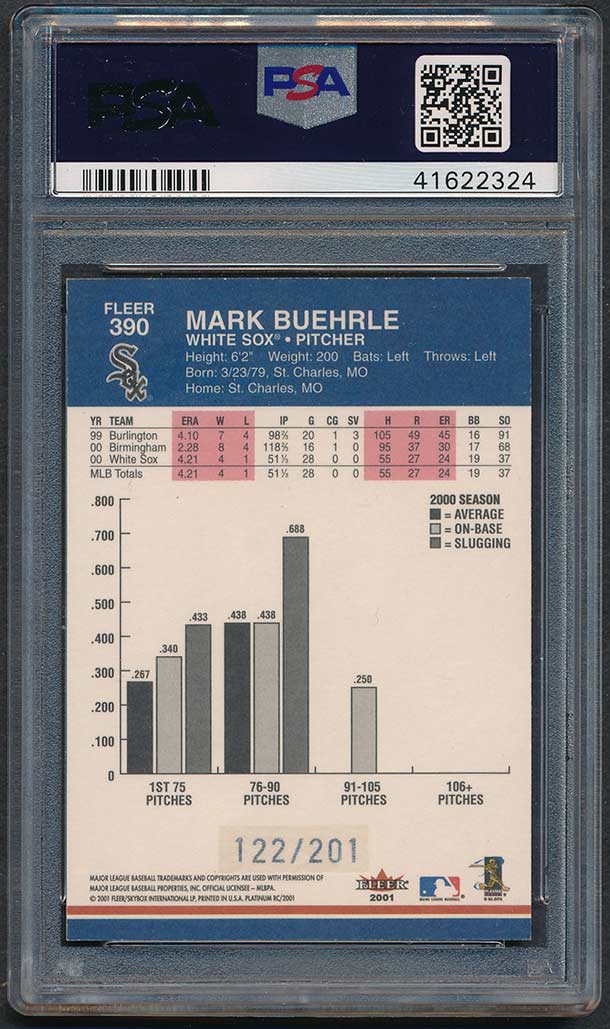 PSA
PSA
41622324
FLEER
390
MARK BUEHRLE
WHITE SOX® • PITCHER
Height: 6'2" Weight: 200 Bats: Left Throws: Left
Born: 3/23/79, St. Charles, MO
Home: St. Charles, MO
Sox
YR TEAM ERA W L IP G CG SV H R ER BB SO
99 Burlington 4.10 7 4 98⅔ 20 1 3 105 49 45 16 91
00 Birmingham 2.28 8 4 118⅔ 16 1 0 95 37 30 17 68
00 White Sox 4.21 4 1 51⅓ 28 0 0 55 27 24 19 37
MLB Totals 4.21 4 1 51⅓ 28 0 0 55 27 24 19 37
2000 SEASON
= AVERAGE
= ON-BASE
= SLUGGING
.800
.700
.600
.500
.400
.300
.200
.100
0
.267 .340 .433
.438 .438 .688
.250
1ST 75 PITCHES
76-90 PITCHES
91-105 PITCHES
106+ PITCHES
122/201
MAJOR LEAGUE BASEBALL TRADEMARKS AND COPYRIGHTS ARE USED WITH PERMISSION OF
MAJOR LEAGUE BASEBALL PROPERTIES, INC. OFFICIAL LICENSEE – MLBPA.
© 2001 FLEER/SKYBOX INTERNATIONAL LP, PRINTED IN U.S.A. PLATINUM RC/2001
FLEER
2001
MAJOR LEAGUE BASEBALL